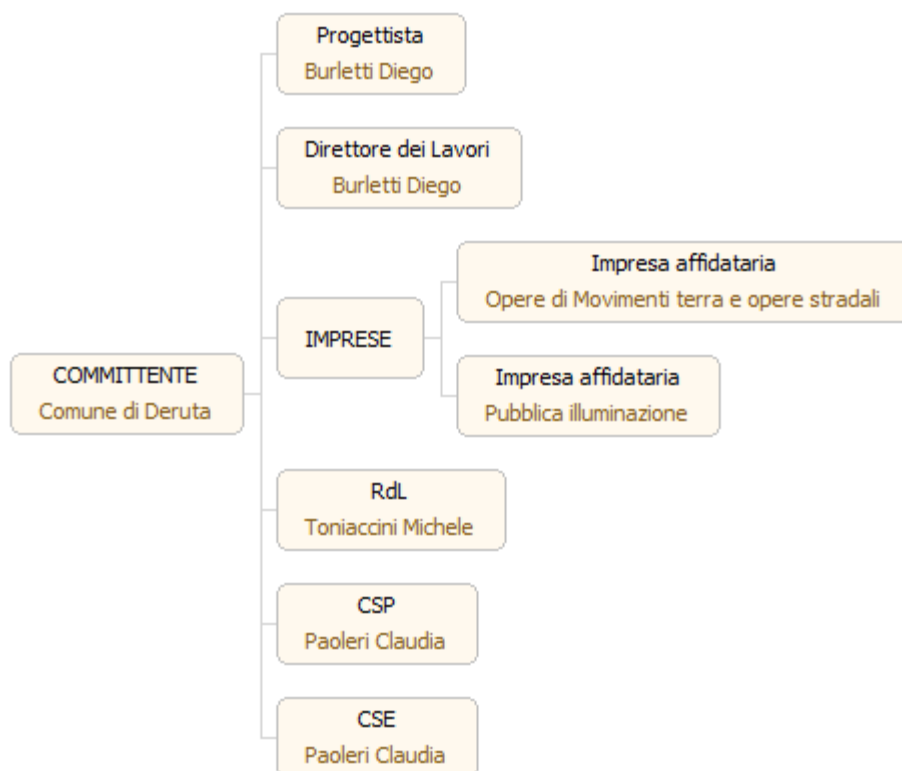 Progettista
Burletti Diego
Direttore dei Lavori
Burletti Diego
Impresa affidataria
Opere di Movimenti terra e opere stradali
IMPRESE
Impresa affidataria
Pubblica illuminazione
COMMITTENTE
Comune di Deruta
RdL
Toniaccini Michele
CSP
Paoleri Claudia
CSE
Paoleri Claudia